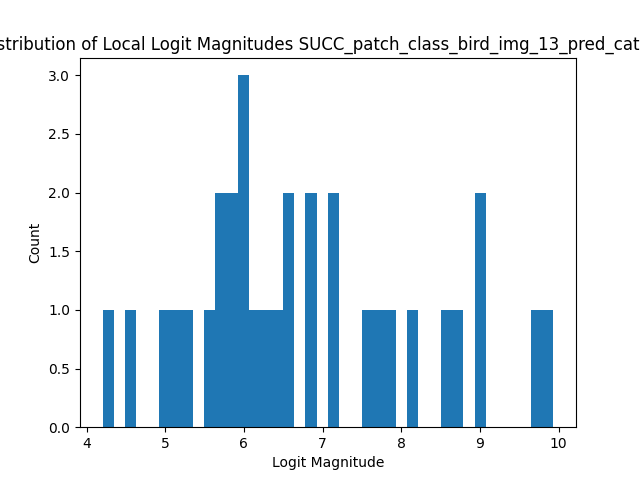 stribution of Local Logit Magnitudes SUCC_patch_class_bird_img_13_pred_cat
3.0
2.5
2.0
1.5
1.0
0.5
0.0
Count
4 5 6 7 8 9 10
Logit Magnitude